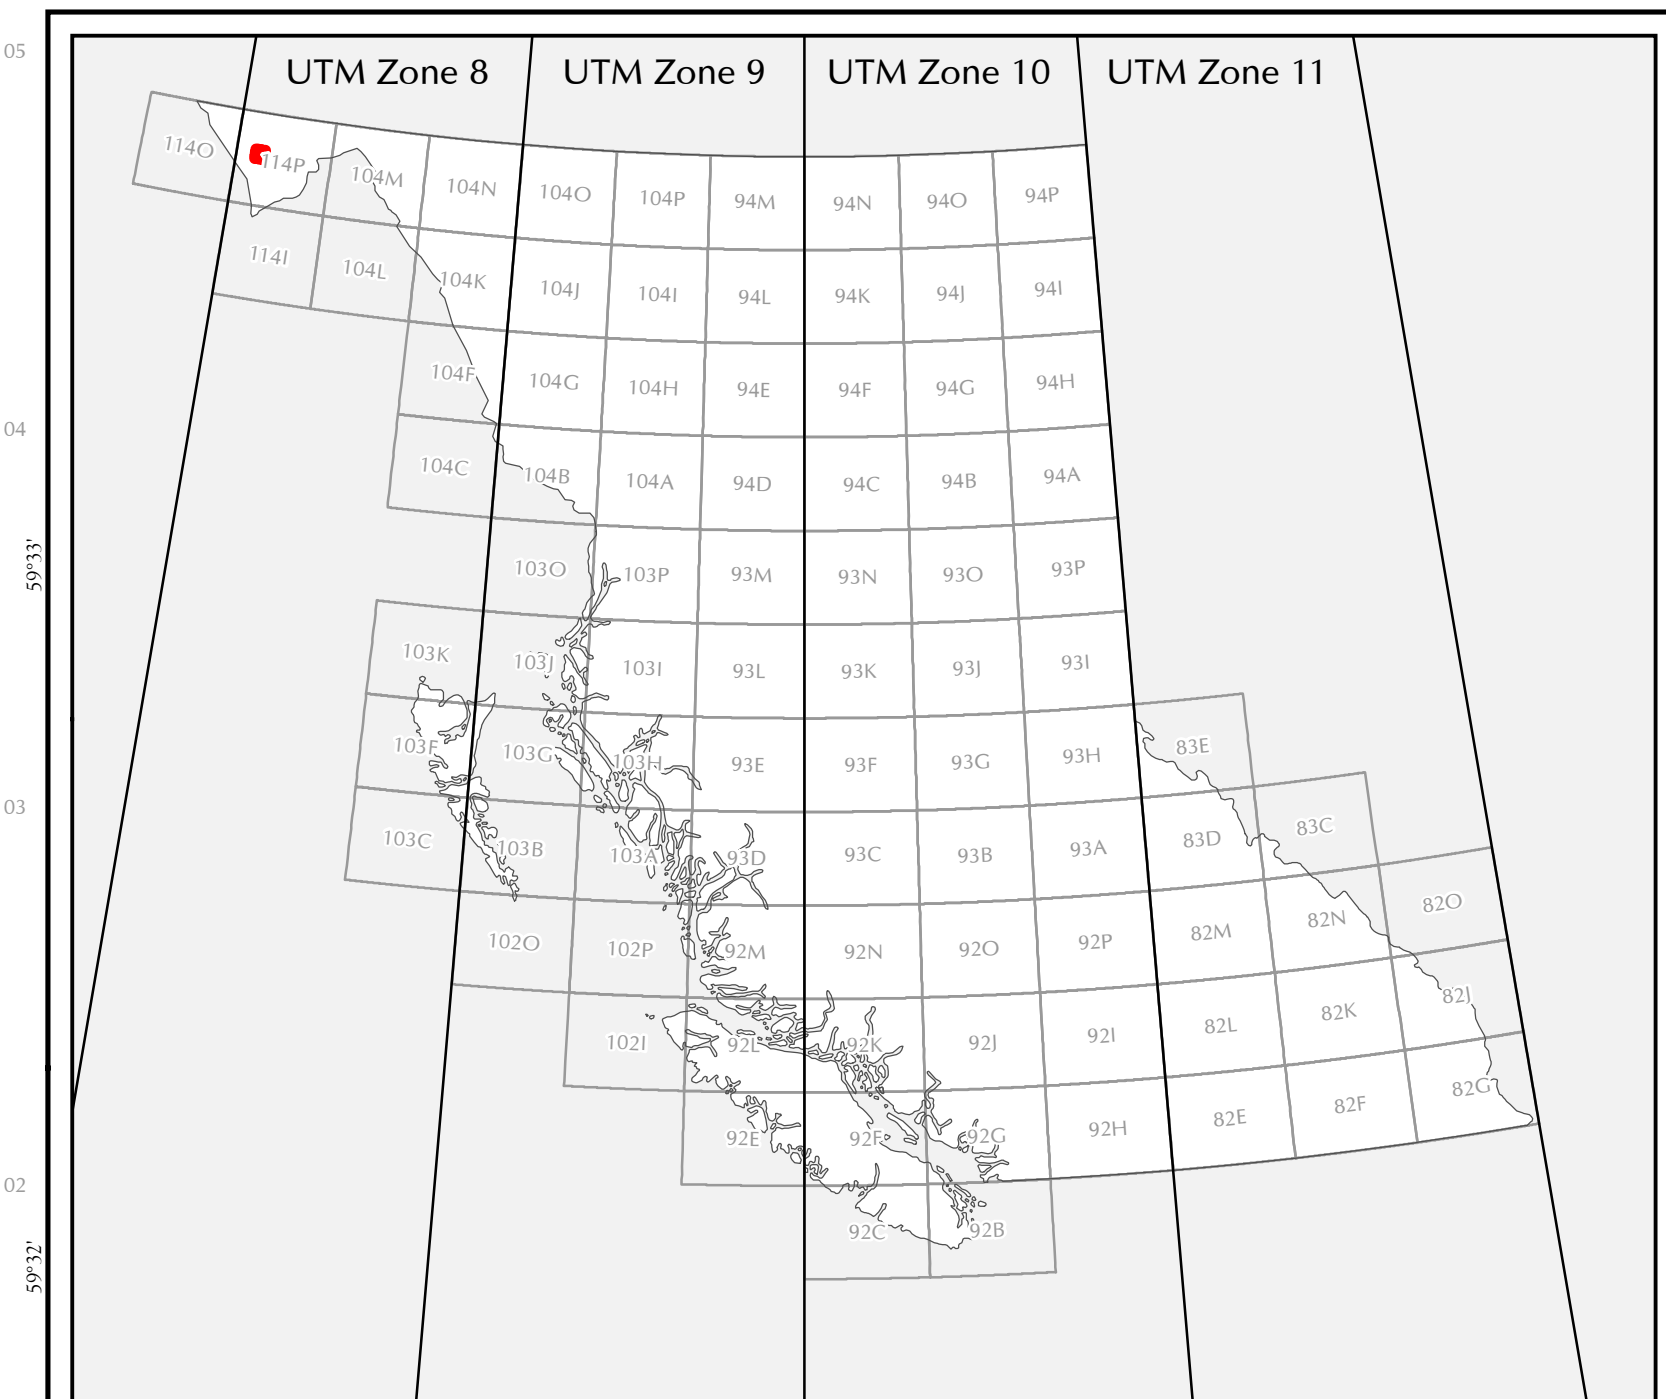 05
UTM Zone 8 UTM Zone 9 UTM Zone 10 UTM Zone 11
114O 114P 104M 104N 104O 104P 94M 94N 94O 94P
114I 104L 104K 104J 104I 94L 94K 94J 94I
104F 104G 104H 94E 94F 94G 94H
04
104C 104B 104A 94D 94C 94B 94A
59°33'
103O 103P 93M 93N 93O 93P
103K 103J 103I 93L 93K 93J 93I
103F 103G 103H 93E 93F 93G 93H 83E
03
103C 103B 103A 93D 93C 93B 93A 83D 83C
102O 102P 92M 92N 92O 92P 82M 82N 82O
102I 92L 92K 92J 92I 82L 82K 82J
92E 92F 92G 92H 82E 82F 82G
02
92C 92B
59°32'